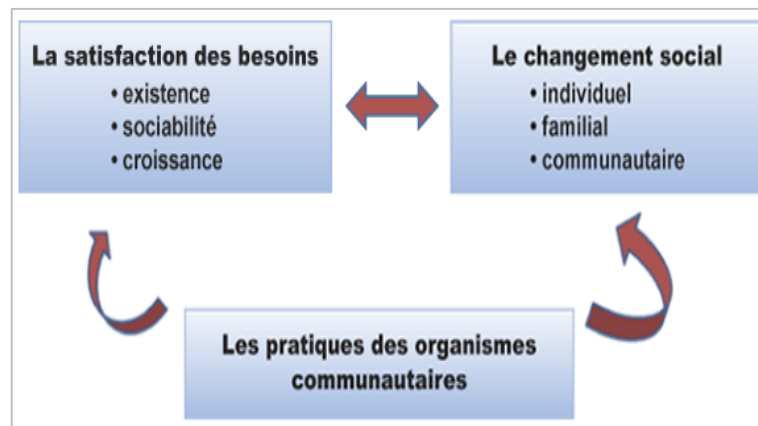 La satisfaction des besoins
• existence
• sociabilité
• croissance
Le changement social
• individuel
• familial
• communautaire
Les pratiques des organismes
communautaires